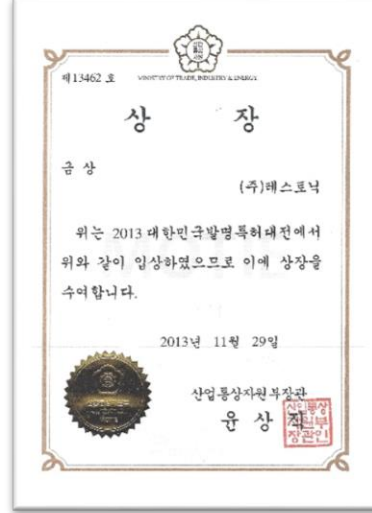 제13462 호
MINISTRY OF TRADE, INDUSTRY & ENERGY
상 장
금 상
(주)테스토닉
위는 2013 대한민국발명특허대전에서
위와 같이 입상하였으므로 이에 상장을
수여합니다.
2013년 11월 29일
산업통상자원부장관
윤 상 직